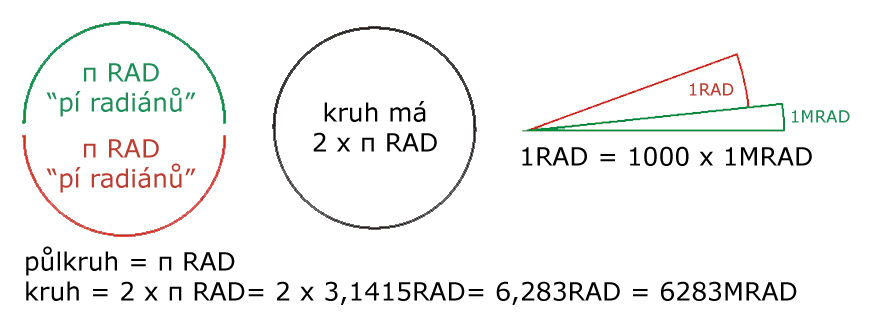 п RAD
“pí radiánů”
п RAD
“pí radiánů”
kruh má
2 x п RAD
1RAD
1MRAD
1RAD = 1000 x 1MRAD
půlkruh = п RAD
kruh = 2 x п RAD= 2 x 3,1415RAD= 6,283RAD = 6283MRAD